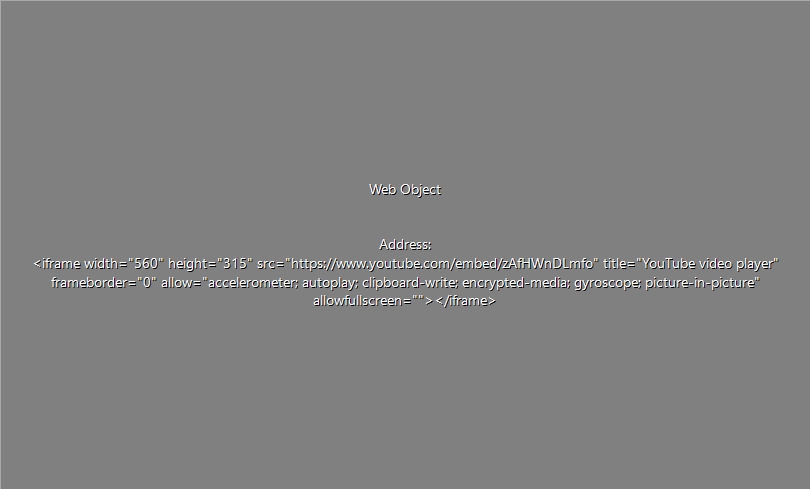 Web Object
Address:
<iframe width="560" height="315" src="https://www.youtube.com/embed/zAfHWnDLmfo" title="YouTube video player"
frameborder="0" allow="accelerometer; autoplay; clipboard-write; encrypted-media; gyroscope; picture-in-picture"
allowfullscreen=""></iframe>